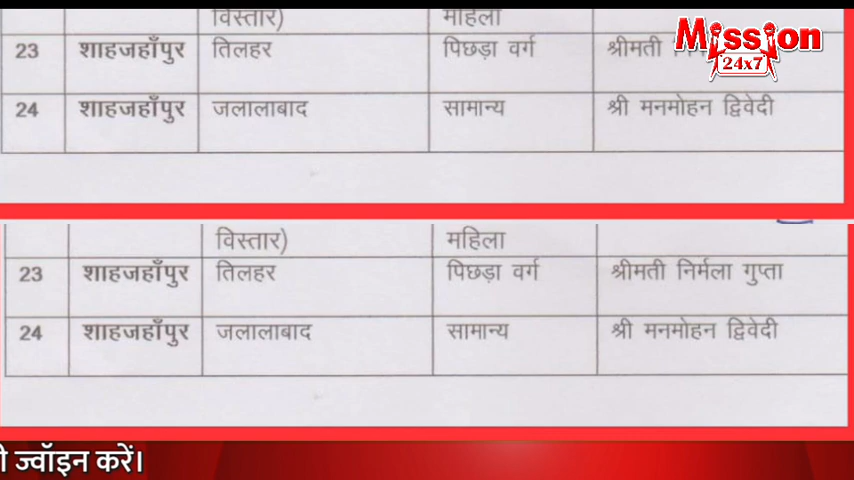 विस्तार) महिला
23 शाहजहाँपुर तिलहर पिछड़ा वर्ग श्रीमती
24 शाहजहाँपुर जलालाबाद सामान्य श्री मनमोहन द्विवेदी
Mission
24x7
विस्तार) महिला
23 शाहजहाँपुर तिलहर पिछड़ा वर्ग श्रीमती निर्मला गुप्ता
24 शाहजहाँपुर जलालाबाद सामान्य श्री मनमोहन द्विवेदी
ज्वॉइन करें।